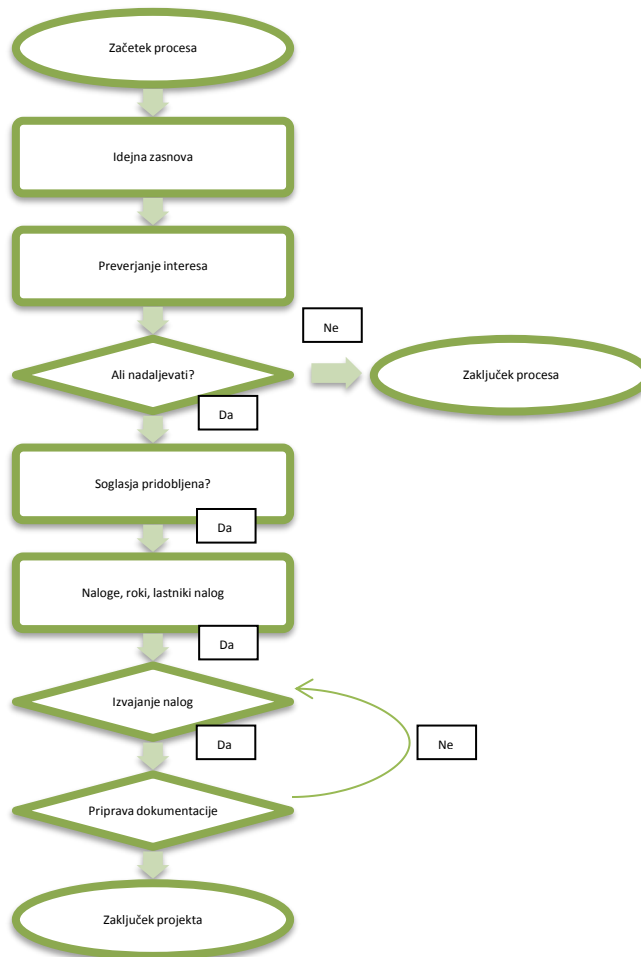 Začetek procesa
Idejna zasnova
Preverjanje interesa
Ne
Ali nadaljevati?
Zaključek procesa
Da
Soglasja pridobljena?
Da
Naloge, roki, lastniki nalog
Da
Izvajanje nalog
Da
Ne
Priprava dokumentacije
Zaključek projekta